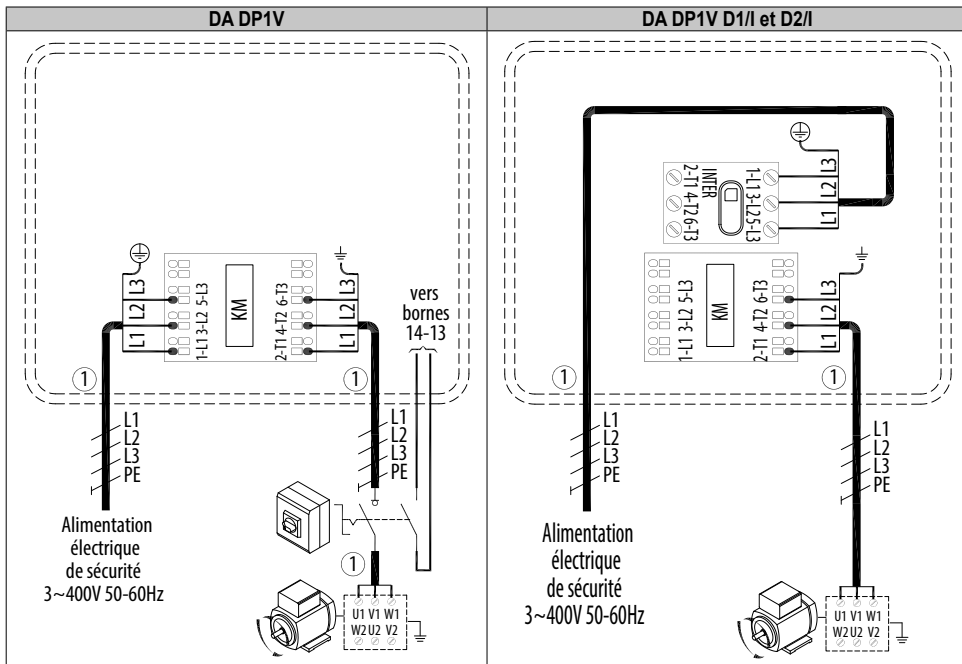 DA DP1V
DA DP1V D1/I et D2/I
L3
L2
L1
1-L1 3-L2 5-L3
KM
2-T1 4-T2 6-T3
L3
L2
L1
vers
bornes
14-13
1
1
L1
L2
L3
PE
L1
L2
L3
PE
Alimentation
électrique
de sécurité
3~400V 50-60Hz
1
U1 V1 W1
W2 U2 V2
2-T1 4-T2 6-T3
INTER
1-L1 3-L2 5-L3
L3
L2
L1
1-L1 3-L2 5-L3
KM
2-T1 4-T2 6-T3
L3
L2
L1
1
1
L1
L2
L3
PE
L1
L2
L3
PE
Alimentation
électrique
de sécurité
3~400V 50-60Hz
U1 V1 W1
W2 U2 V2